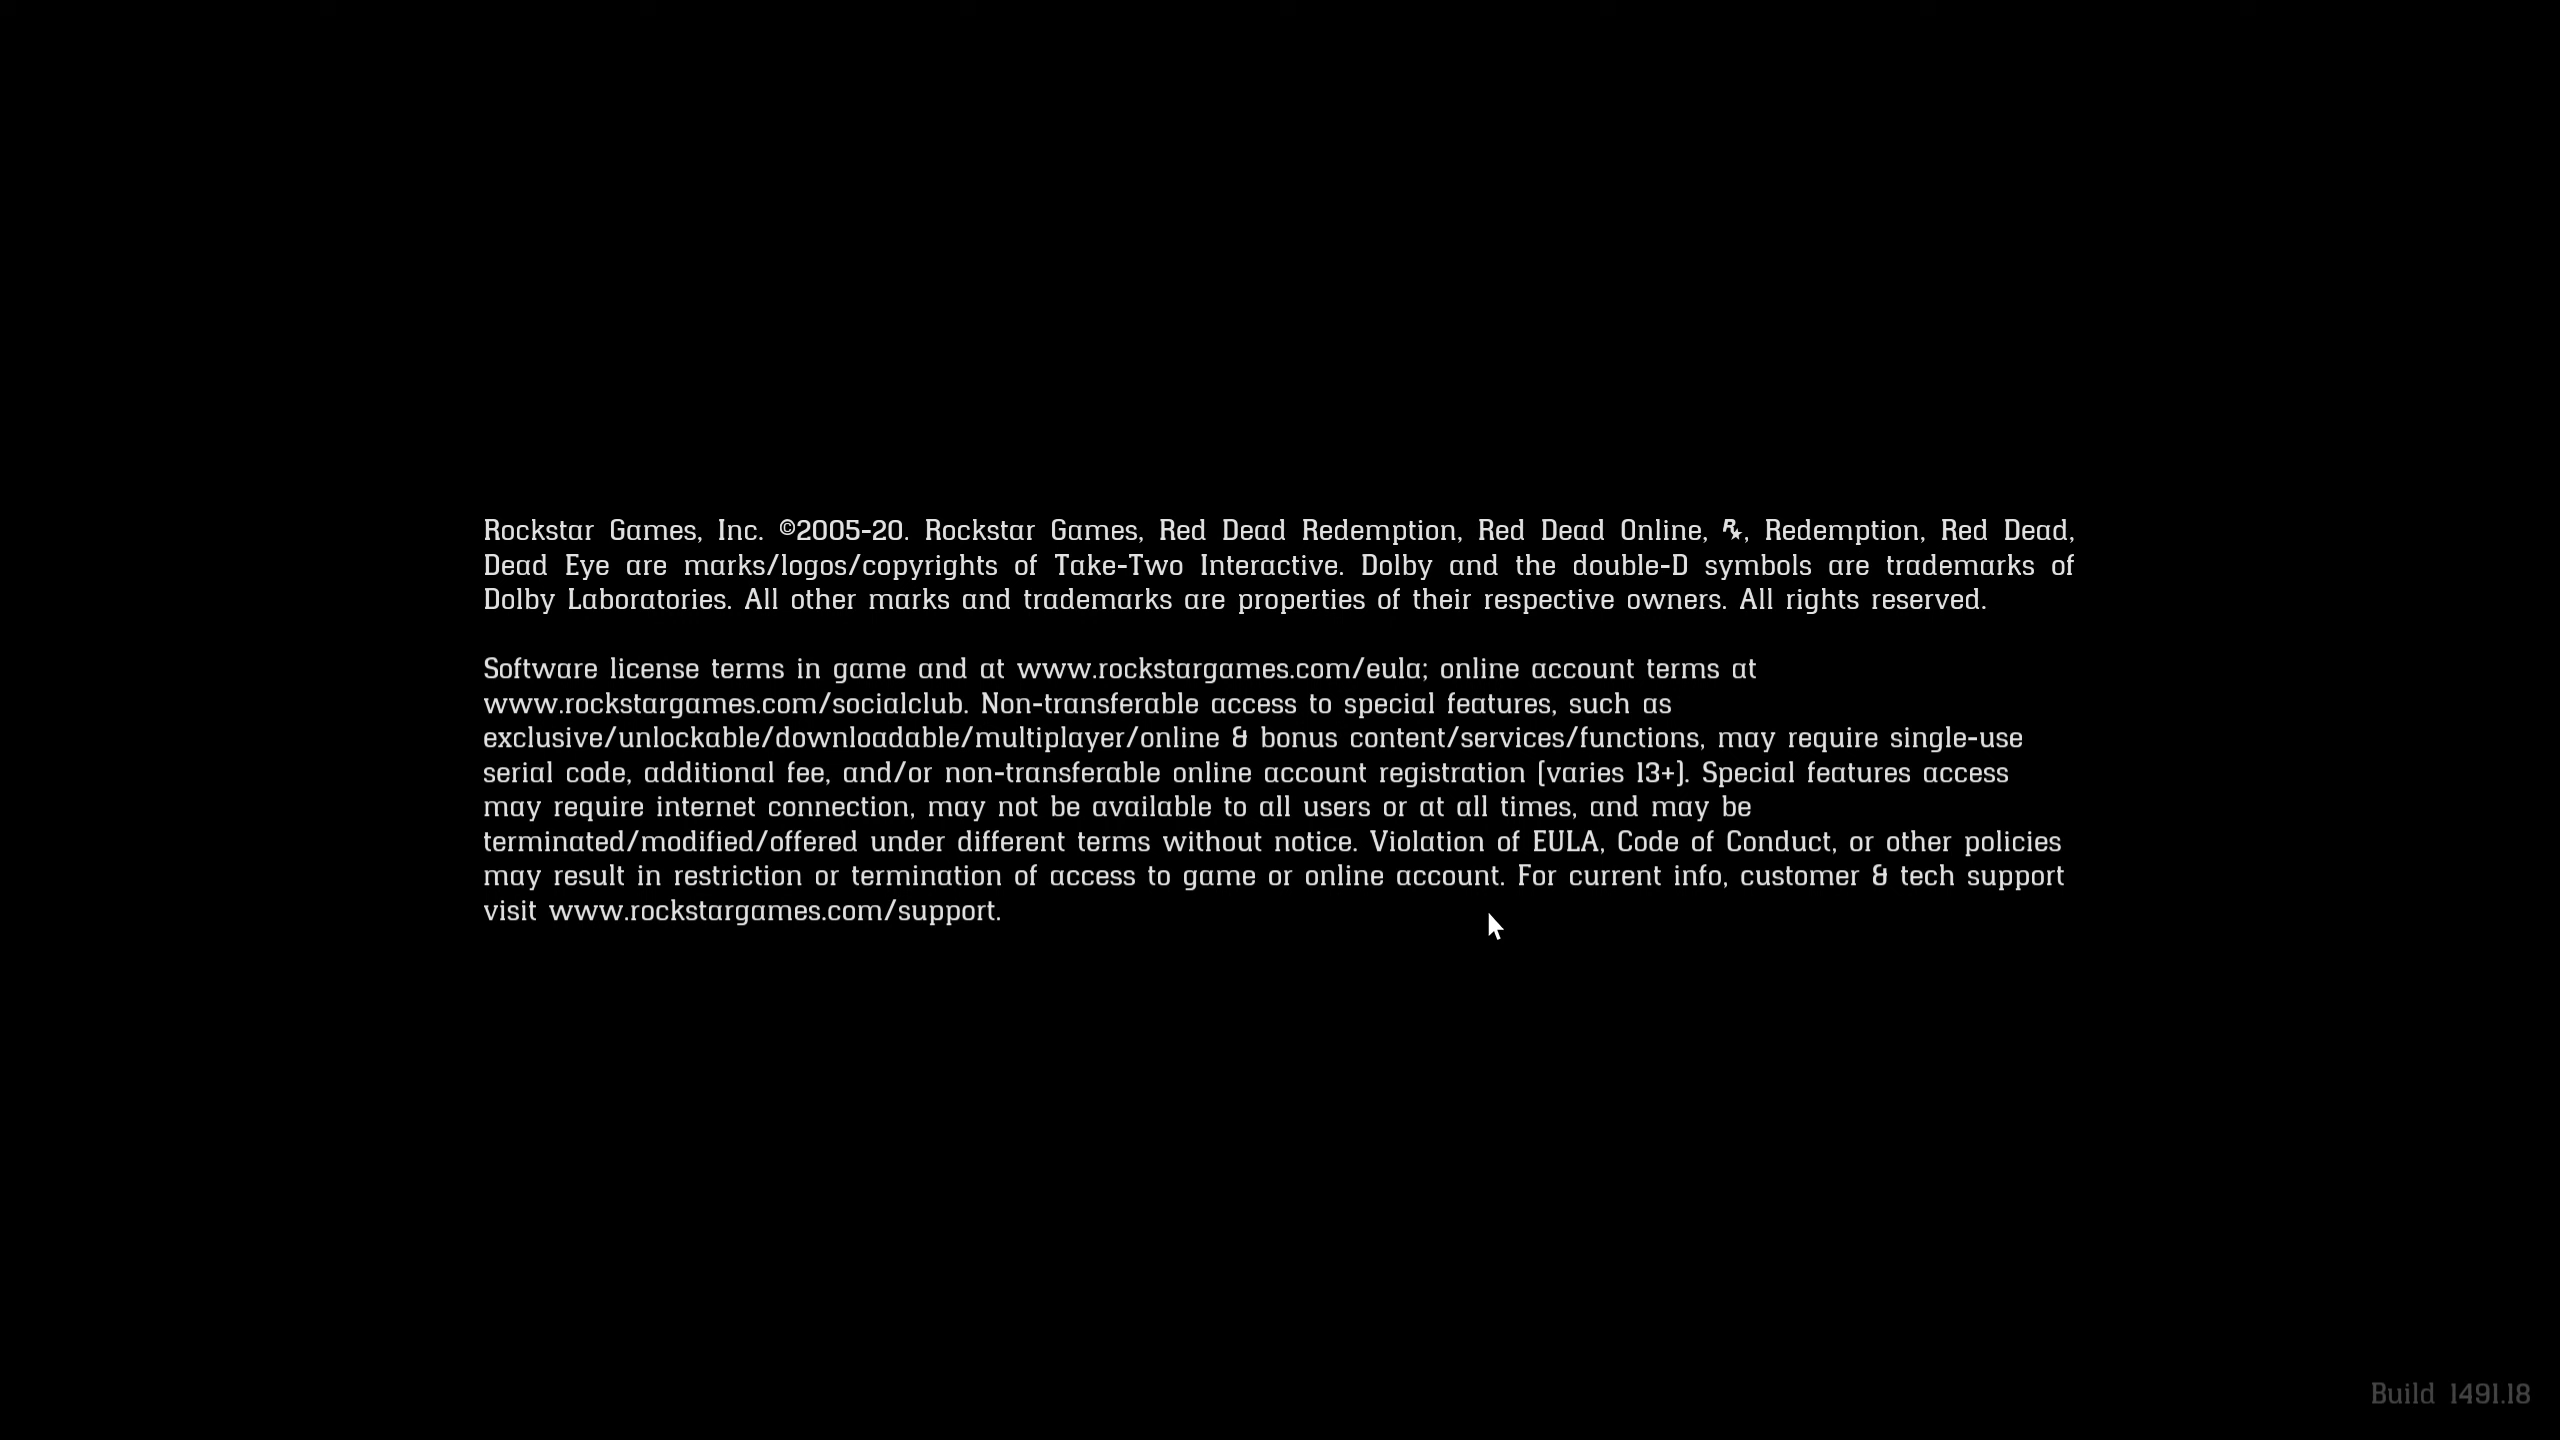 Rockstar Games, Inc. ©2005-20. Rockstar Games, Red Dead Redemption, Red Dead Online, R★, Redemption, Red Dead,
Dead Eye are marks/logos/copyrights of Take-Two Interactive. Dolby and the double-D symbols are trademarks of
Dolby Laboratories. All other marks and trademarks are properties of their respective owners. All rights reserved.
Software license terms in game and at www.rockstargames.com/eula; online account terms at
www.rockstargames.com/socialclub. Non-transferable access to special features, such as
exclusive/unlockable/downloadable/multiplayer/online & bonus content/services/functions, may require single-use
serial code, additional fee, and/or non-transferable online account registration (varies 13+). Special features access
may require internet connection, may not be available to all users or at all times, and may be
terminated/modified/offered under different terms without notice. Violation of EULA, Code of Conduct, or other policies
may result in restriction or termination of access to game or online account. For current info, customer & tech support
visit www.rockstargames.com/support.
Build 1491.18